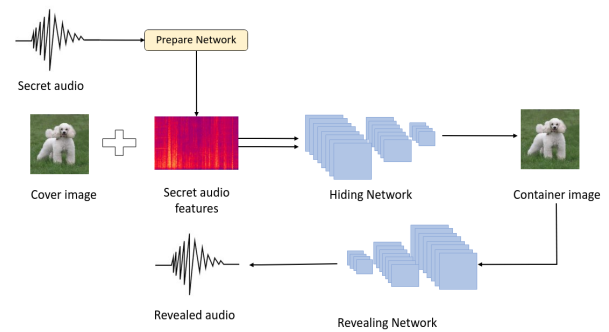 Prepare Network
Secret audio
Cover image
Secret audio
features
Hiding Network
Container image
Revealed audio
Revealing Network